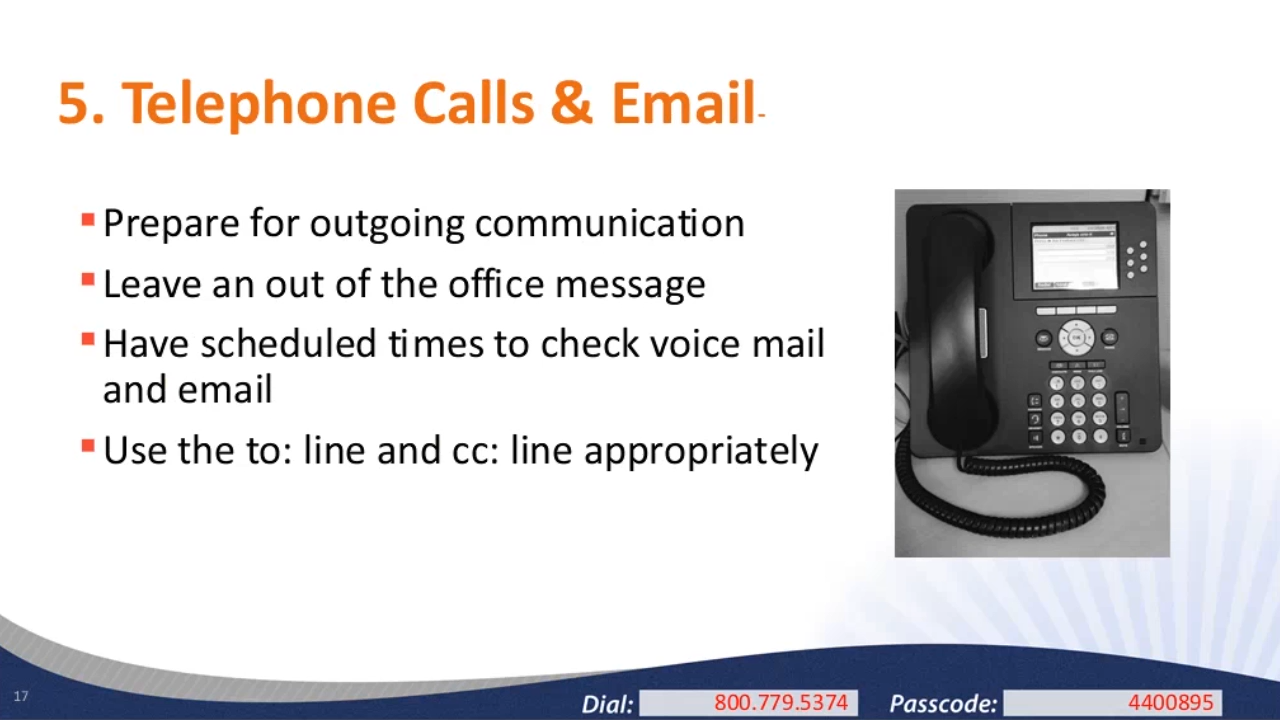 5. Telephone Calls & Email-
Prepare for outgoing communication
Leave an out of the office message
Have scheduled times to check voice mail
and email
Use the to: line and cc: line appropriately
17
Dial: 800.779.5374 Passcode: 4400895